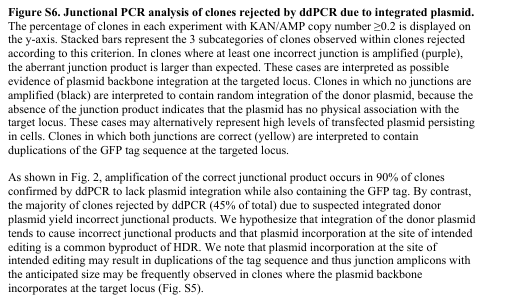 Figure S6. Junctional PCR analysis of clones rejected by ddPCR due to integrated plasmid.
The percentage of clones in each experiment with KAN/AMP copy number ≥0.2 is displayed on
the y-axis. Stacked bars represent the 3 subcategories of clones observed within clones rejected
according to this criterion. In clones where at least one incorrect junction is amplified (purple),
the aberrant junction product is larger than expected. These cases are interpreted as possible
evidence of plasmid backbone integration at the targeted locus. Clones in which no junctions are
amplified (black) are interpreted to contain random integration of the donor plasmid, because the
absence of the junction product indicates that the plasmid has no physical association with the
target locus. These cases may alternatively represent high levels of transfected plasmid persisting
in cells. Clones in which both junctions are correct (yellow) are interpreted to contain
duplications of the GFP tag sequence at the targeted locus.
As shown in Fig. 2, amplification of the correct junctional product occurs in 90% of clones
confirmed by ddPCR to lack plasmid integration while also containing the GFP tag. By contrast,
the majority of clones rejected by ddPCR (45% of total) due to suspected integrated donor
plasmid yield incorrect junctional products. We hypothesize that integration of the donor plasmid
tends to cause incorrect junctional products and that plasmid incorporation at the site of intended
editing is a common byproduct of HDR. We note that plasmid incorporation at the site of
intended editing may result in duplications of the tag sequence and thus junction amplicons with
the anticipated size may be frequently observed in clones where the plasmid backbone
incorporates at the target locus (Fig. S5).